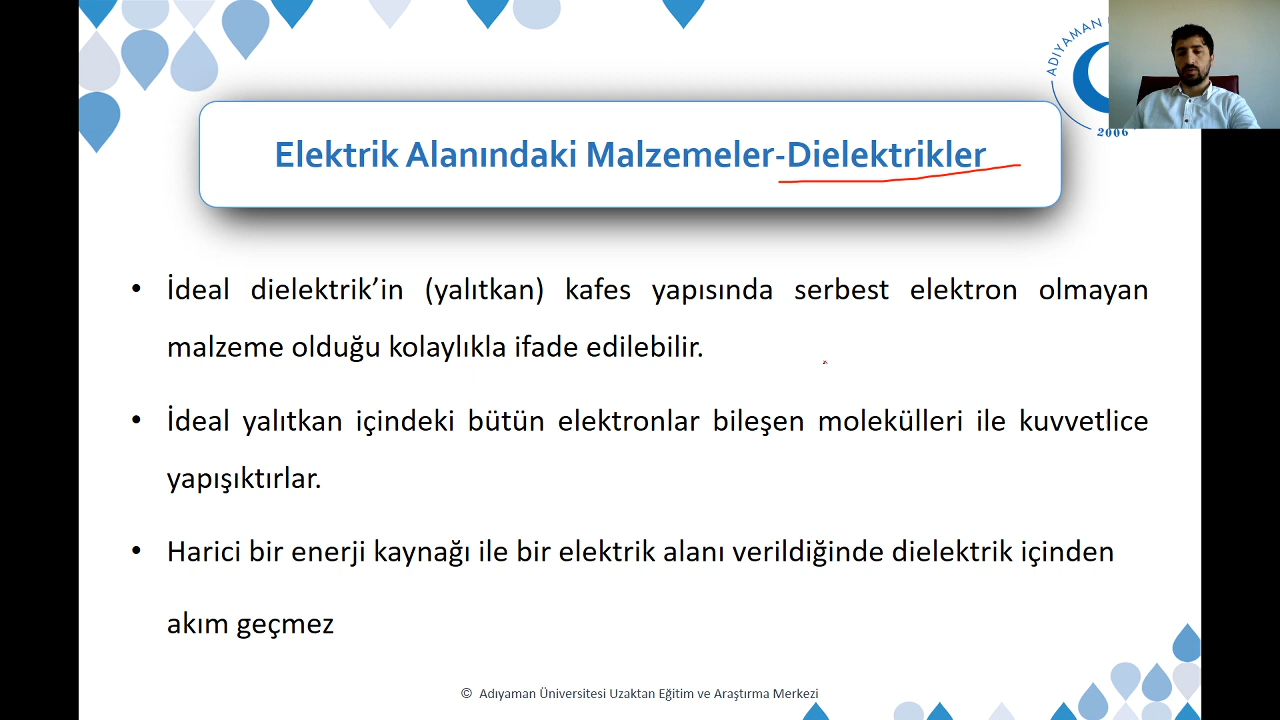 ADIYAMAN
2006
Elektrik Alanındaki Malzemeler-Dielektrikler
• İdeal dielektrik’in (yalıtkan) kafes yapısında serbest elektron olmayan
malzeme olduğu kolaylıkla ifade edilebilir.
• İdeal yalıtkan içindeki bütün elektronlar bileşen molekülleri ile kuvvetlice
yapışıktırlar.
• Harici bir enerji kaynağı ile bir elektrik alanı verildiğinde dielektrik içinden
akım geçmez
© Adıyaman Üniversitesi Uzaktan Eğitim ve Araştırma Merkezi